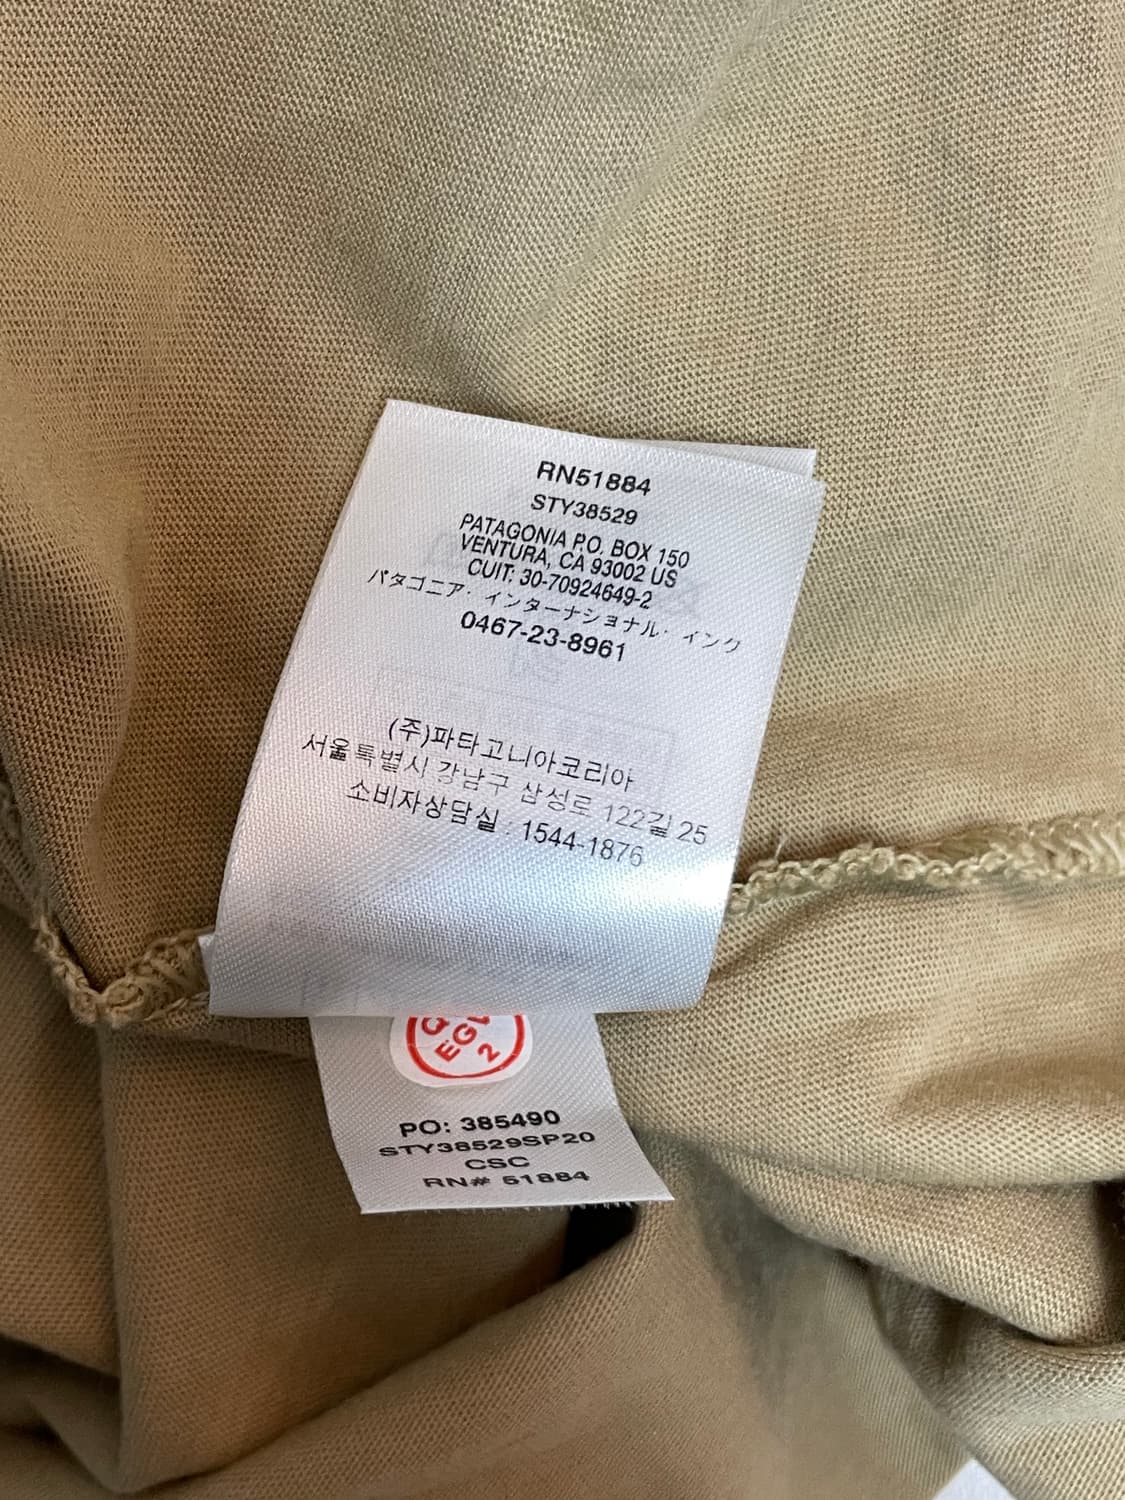 RN51884
STY38529
PATAGONIA P.O. BOX 150
VENTURA, CA 93002 US
CUIT: 30-70924649-2
パタゴニア・インターナショナル・インク
0467-23-8961
(주)파타고니아코리아
서울특별시 강남구 삼성로 122길 25
소비자상담실 : 1544-1876
2
PO: 385490
STY38529SP20
CSC
RN# 51884